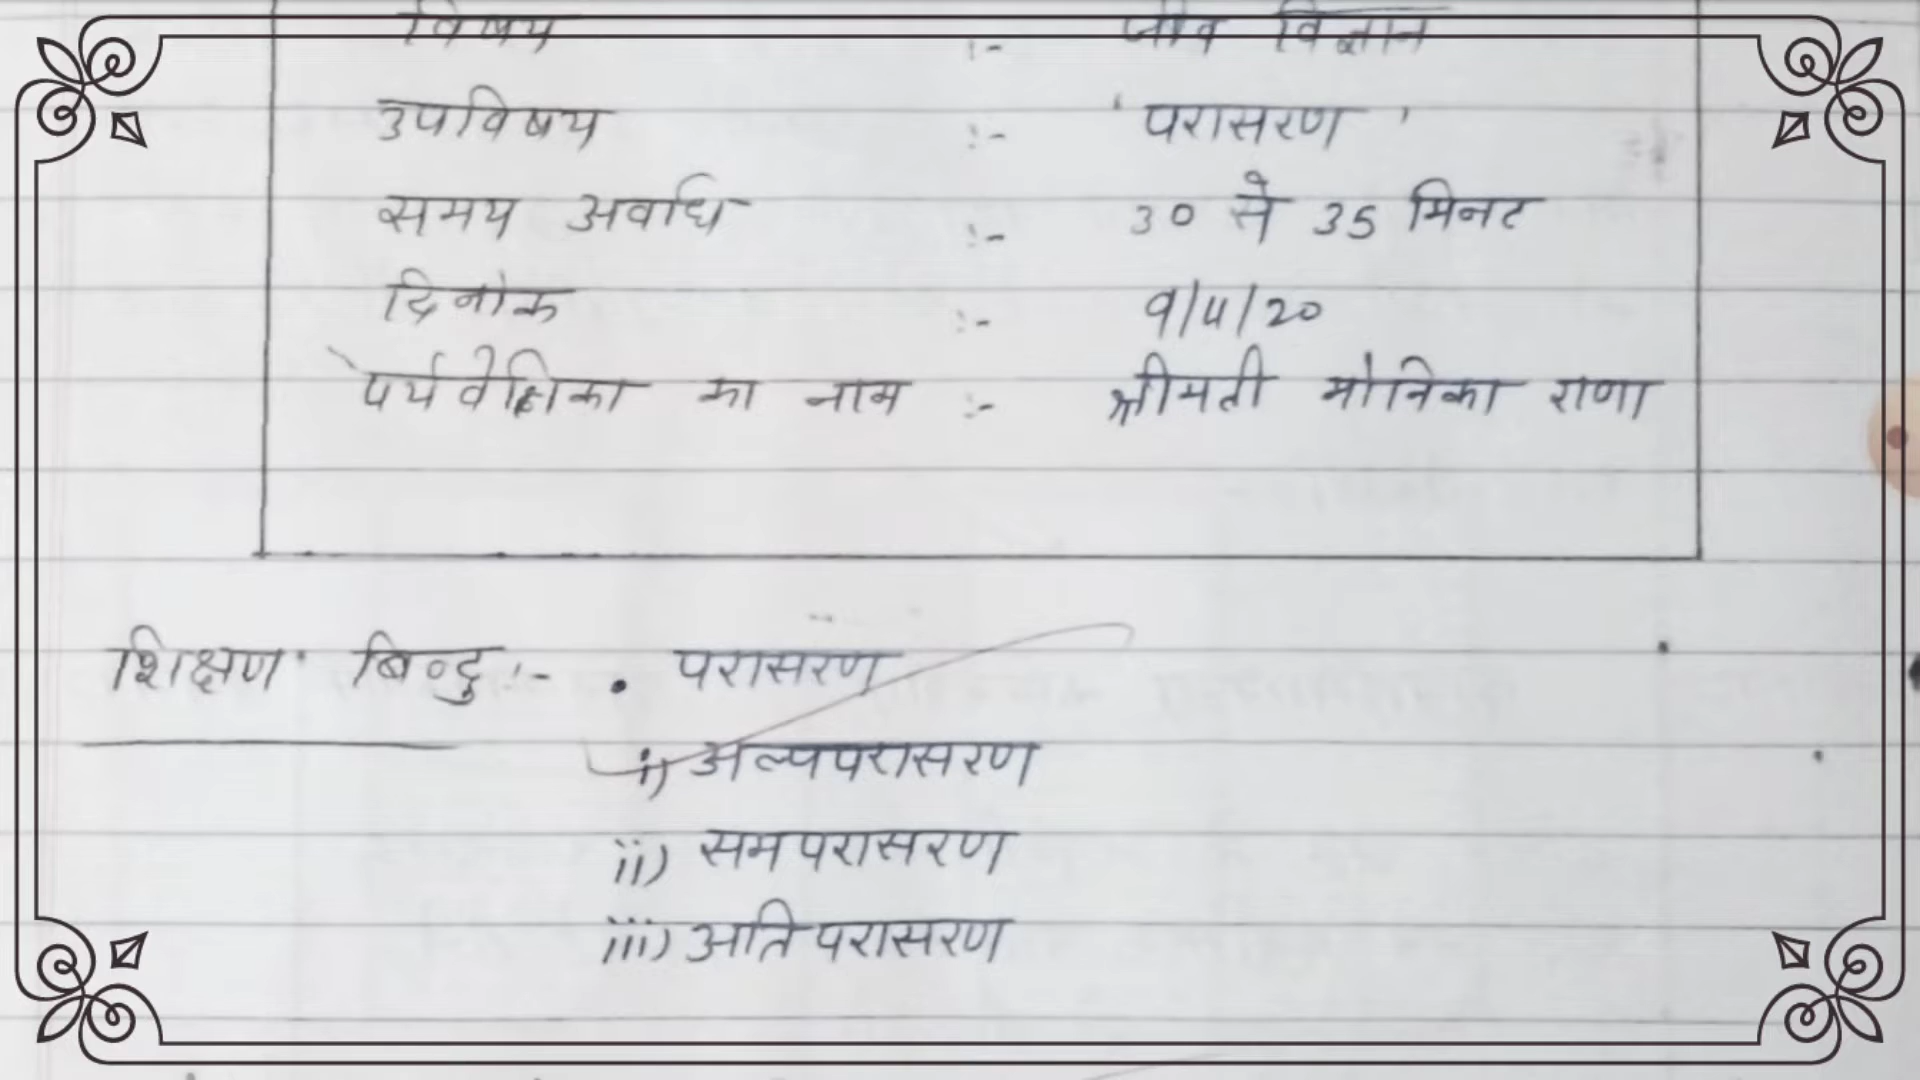 विषय :- जीव विज्ञान
उपविषय :- 'परासरण'
समय अवधि :- 30 से 35 मिनट
दिनांक :- 9/4/20
पर्यवेक्षिका का नाम :- श्रीमती मोनिका राणा
शिक्षण बिन्दु :- • परासरण
i) अल्पपरासरण
ii) समपरासरण
iii) अतिपरासरण